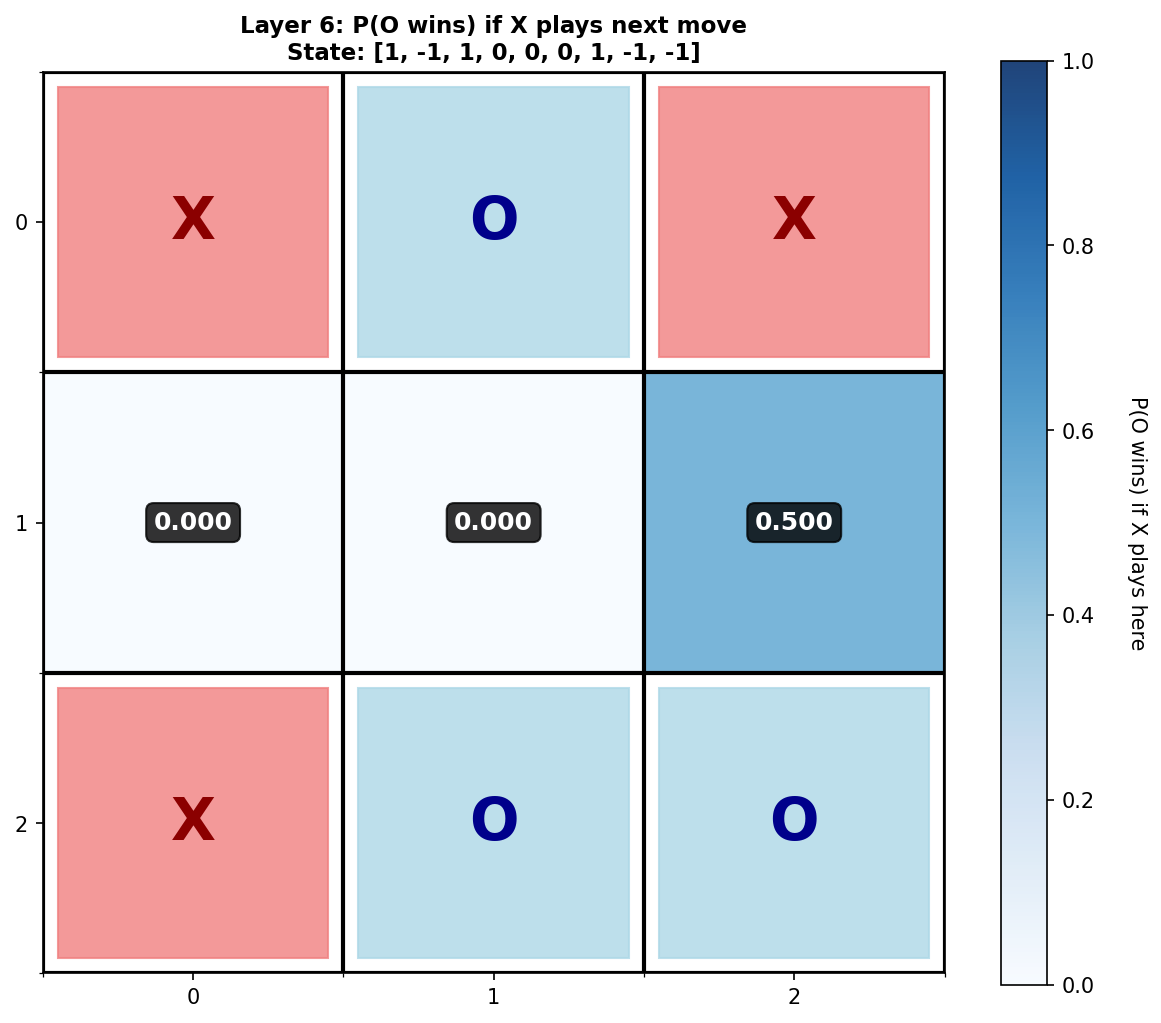 Layer 6: P(O wins) if X plays next move
State: [1, -1, 1, 0, 0, 0, 1, -1, -1]
0 X O X
1 0.000 0.000 0.500
2 X O O
0 1 2
1.0
0.8
0.6
0.4
0.2
0.0
P(O wins) if X plays here